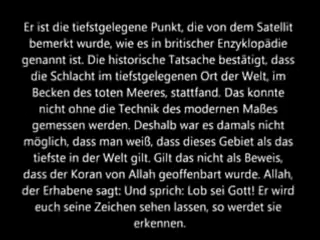 Er ist die tiefstgelegene Punkt, die von dem Satellit
bemerkt wurde, wie es in britischer Enzyklopädie
genannt ist. Die historische Tatsache bestätigt, dass
die Schlacht im tiefstgelegenen Ort der Welt, im
Becken des toten Meeres, stattfand. Das konnte
nicht ohne die Technik des modernen Maßes
gemessen werden. Deshalb war es damals nicht
möglich, dass man weiß, dass dieses Gebiet als das
tiefste in der Welt gilt. Gilt das nicht als Beweis,
dass der Koran von Allah geoffenbart wurde. Allah,
der Erhabene sagt: Und sprich: Lob sei Gott! Er wird
euch seine Zeichen sehen lassen, so werdet sie
erkennen.